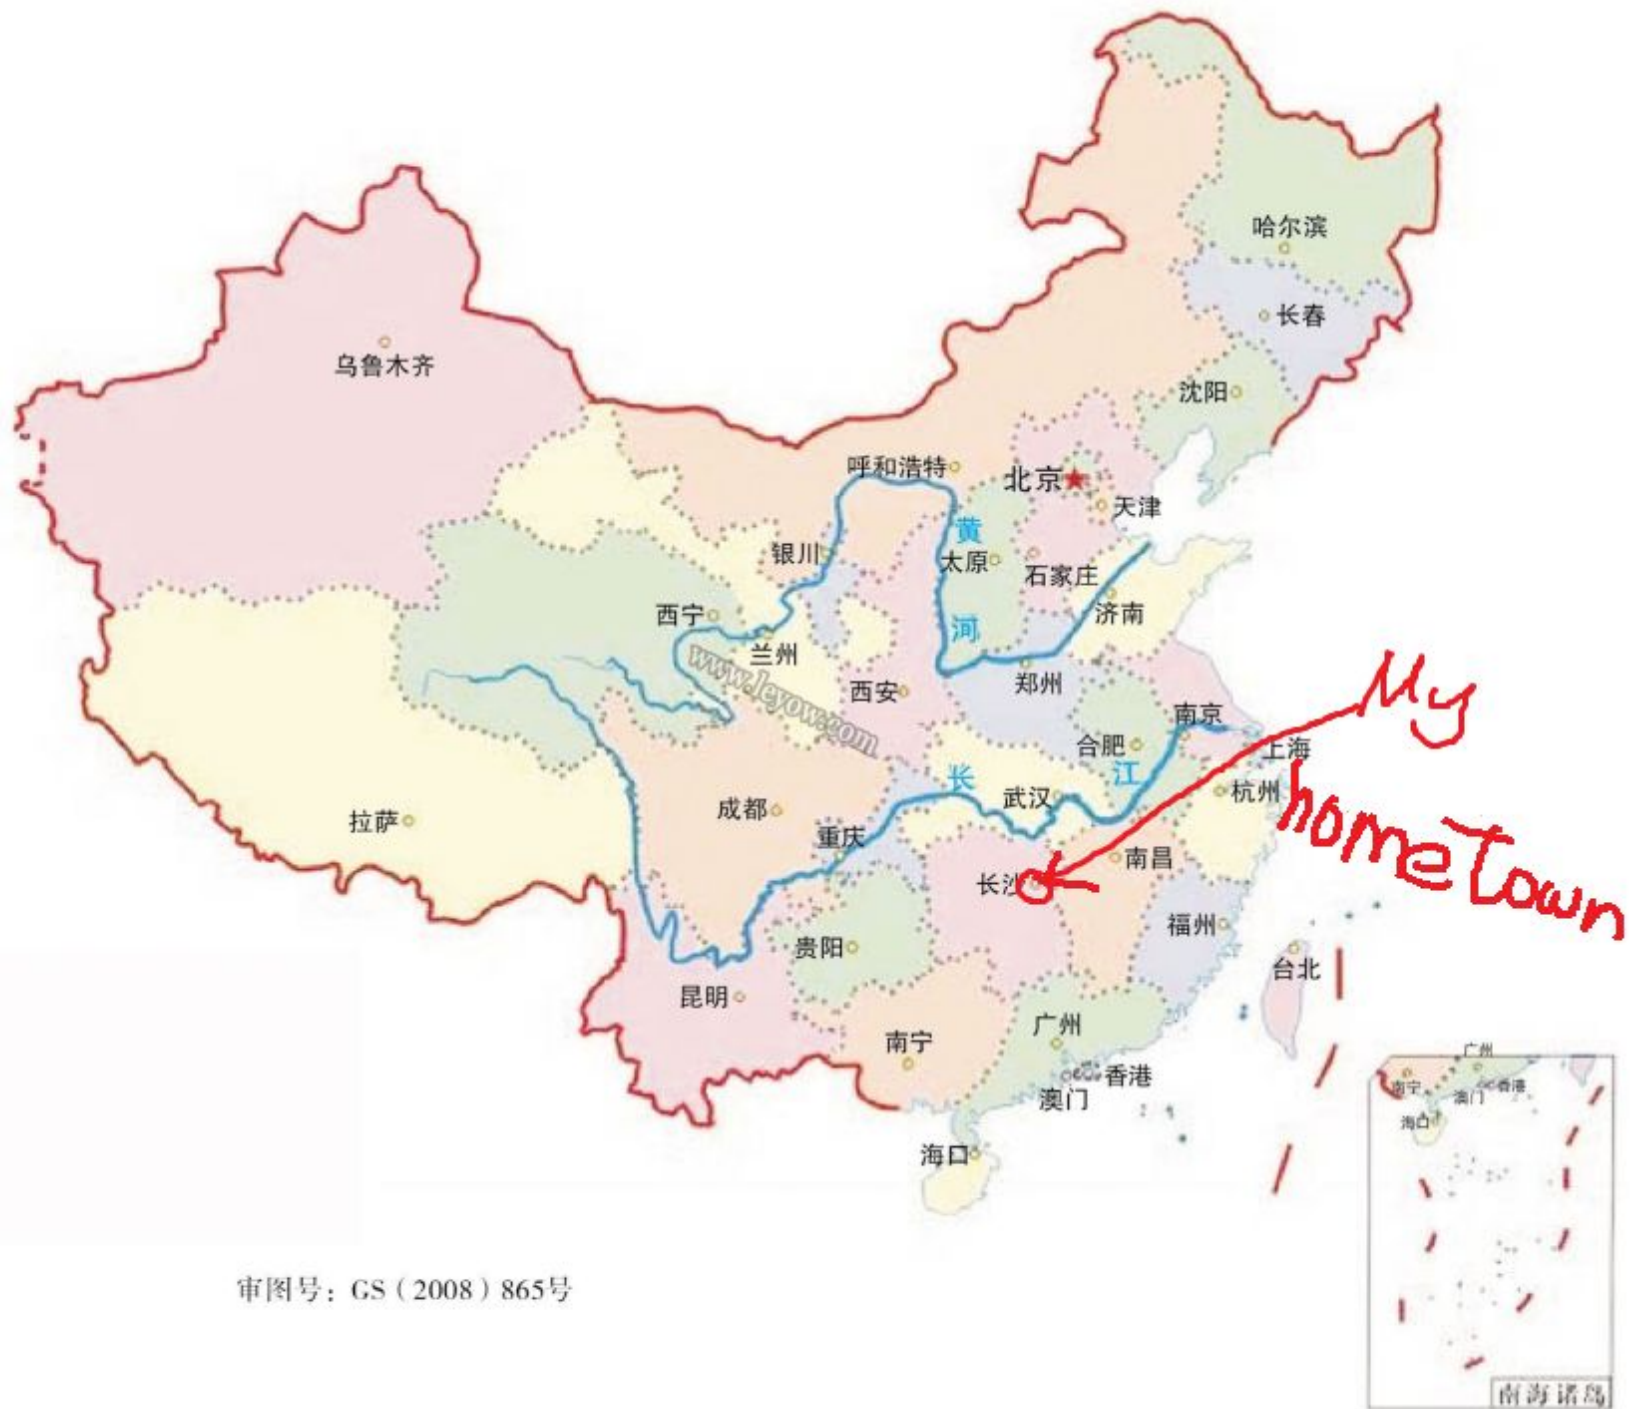 哈尔滨
长春
乌鲁木齐
沈阳
呼和浩特
北京
天津
黄
银川
太原
石家庄
西宁
济南
河
兰州
www.leyow.com
西安
郑州
My
南京
合肥
上海
长
江
武汉
杭州
homeTown
拉萨
成都
重庆
南昌
长沙
贵阳
福州
台北
昆明
广州
南宁
香港
澳门
海口
广州
南宁
香港
澳门
海口
审图号：GS（2008）865号
南海诸岛